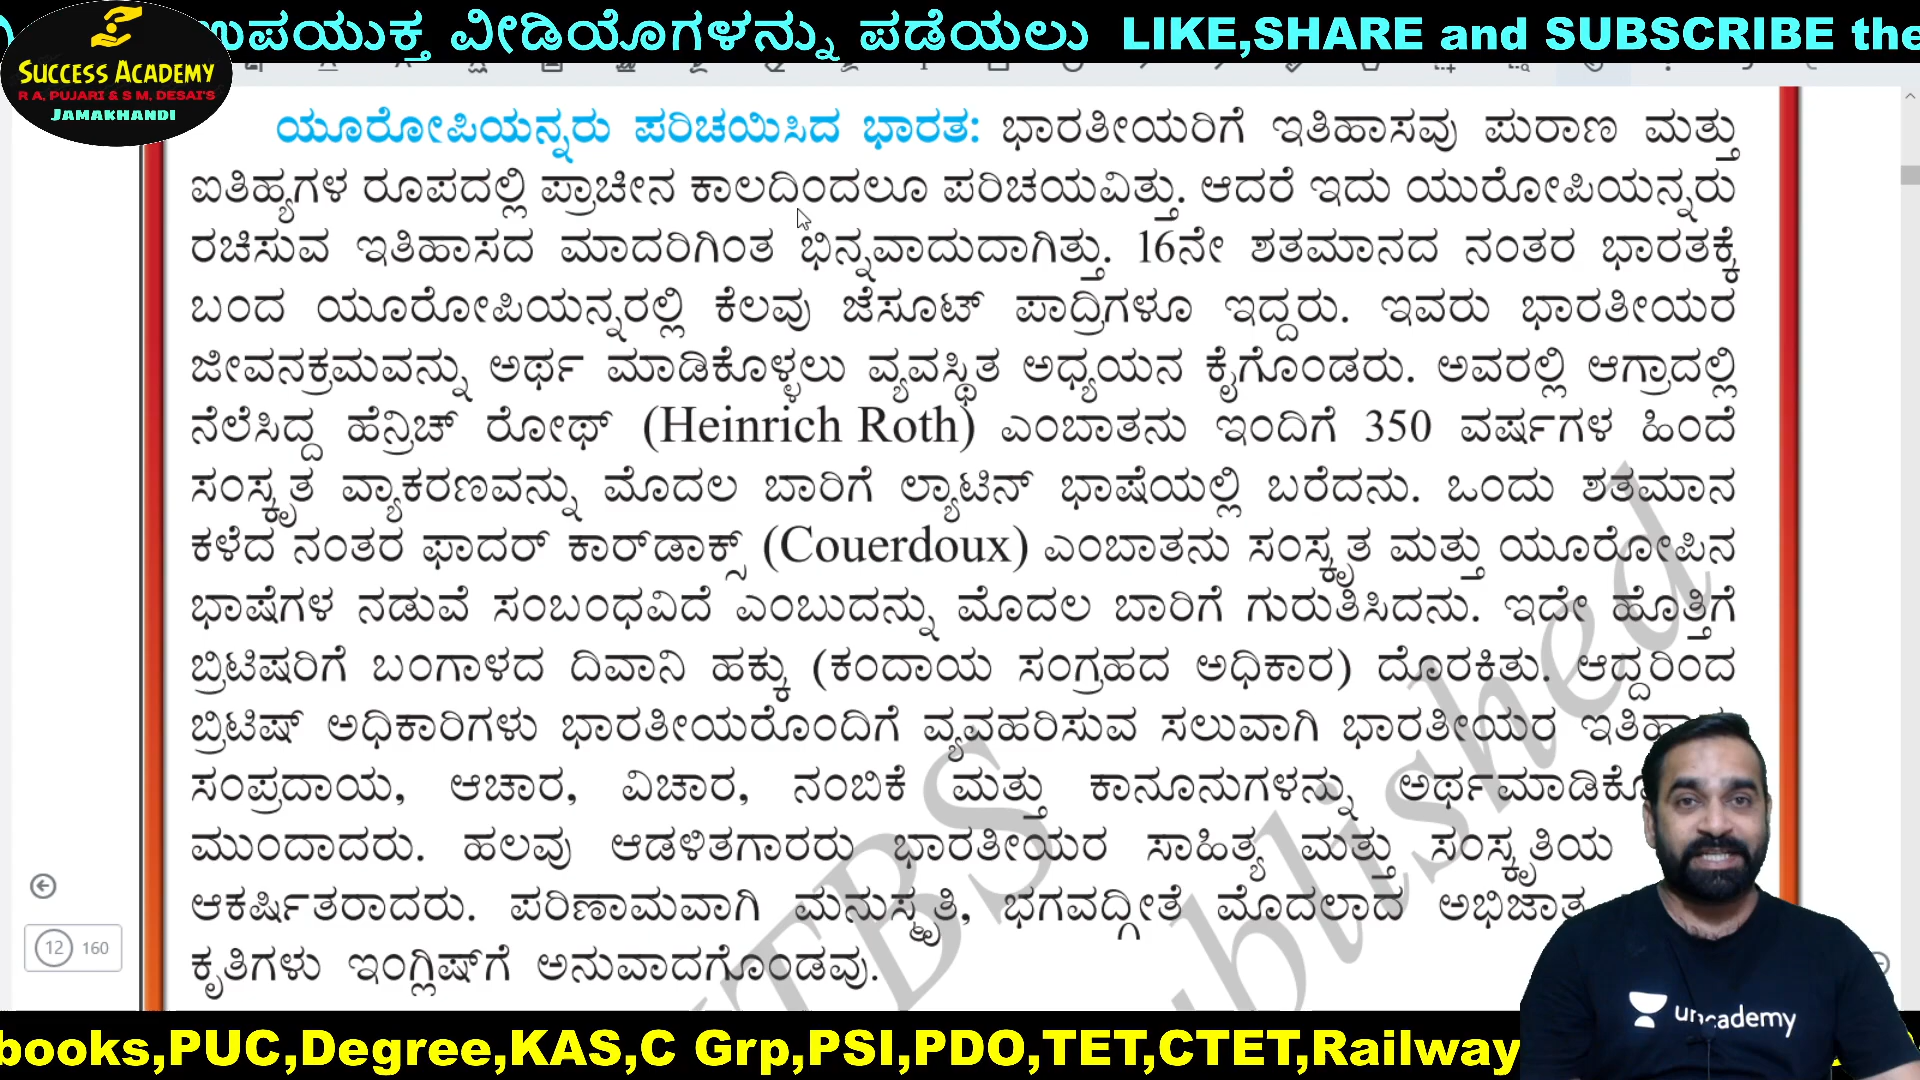 ಉಪಯುಕ್ತ ವೀಡಿಯೊಗಳನ್ನು ಪಡೆಯಲು LIKE,SHARE and SUBSCRIBE the
SUCCESS ACADEMY
R A, PUJARI & S M, DESAI'S
JAMAKHANDI
ಯೂರೋಪಿಯನ್ನರು ಪರಿಚಯಿಸಿದ ಭಾರತ: ಭಾರತೀಯರಿಗೆ ಇತಿಹಾಸವು ಪುರಾಣ ಮತ್ತು
ಐತಿಹ್ಯಗಳ ರೂಪದಲ್ಲಿ ಪ್ರಾಚೀನ ಕಾಲದಿಂದಲೂ ಪರಿಚಯವಿತ್ತು. ಆದರೆ ಇದು ಯುರೋಪಿಯನ್ನರು
ರಚಿಸುವ ಇತಿಹಾಸದ ಮಾದರಿಗಿಂತ ಭಿನ್ನವಾದುದಾಗಿತ್ತು. 16ನೇ ಶತಮಾನದ ನಂತರ ಭಾರತಕ್ಕೆ
ಬಂದ ಯೂರೋಪಿಯನ್ನರಲ್ಲಿ ಕೆಲವು ಜೆಸೂಟ್ ಪಾದ್ರಿಗಳೂ ಇದ್ದರು. ಇವರು ಭಾರತೀಯರ
ಜೀವನಕ್ರಮವನ್ನು ಅರ್ಥ ಮಾಡಿಕೊಳ್ಳಲು ವ್ಯವಸ್ಥಿತ ಅಧ್ಯಯನ ಕೈಗೊಂಡರು. ಅವರಲ್ಲಿ ಆಗ್ರಾದಲ್ಲಿ
ನೆಲೆಸಿದ್ದ ಹೆನ್ರಿಚ್ ರೋಥ್ (Heinrich Roth) ಎಂಬಾತನು ಇಂದಿಗೆ 350 ವರ್ಷಗಳ ಹಿಂದೆ
ಸಂಸ್ಕೃತ ವ್ಯಾಕರಣವನ್ನು ಮೊದಲ ಬಾರಿಗೆ ಲ್ಯಾಟಿನ್ ಭಾಷೆಯಲ್ಲಿ ಬರೆದನು. ಒಂದು ಶತಮಾನ
ಕಳೆದ ನಂತರ ಫಾದರ್ ಕಾರ್‌ಡಾಕ್ಸ್ (Couerdoux) ಎಂಬಾತನು ಸಂಸ್ಕೃತ ಮತ್ತು ಯೂರೋಪಿನ
ಭಾಷೆಗಳ ನಡುವೆ ಸಂಬಂಧವಿದೆ ಎಂಬುದನ್ನು ಮೊದಲ ಬಾರಿಗೆ ಗುರುತಿಸಿದನು. ಇದೇ ಹೊತ್ತಿಗೆ
ಬ್ರಿಟಿಷರಿಗೆ ಬಂಗಾಳದ ದಿವಾನಿ ಹಕ್ಕು (ಕಂದಾಯ ಸಂಗ್ರಹದ ಅಧಿಕಾರ) ದೊರಕಿತು. ಆದ್ದರಿಂದ
ಬ್ರಿಟಿಷ್ ಅಧಿಕಾರಿಗಳು ಭಾರತೀಯರೊಂದಿಗೆ ವ್ಯವಹರಿಸುವ ಸಲುವಾಗಿ ಭಾರತೀಯರ
ಸಂಪ್ರದಾಯ, ಆಚಾರ, ವಿಚಾರ, ನಂಬಿಕೆ ಮತ್ತು ಕಾನೂನುಗಳನ್ನು
ಮುಂದಾದರು. ಹಲವು ಆಡಳಿತಗಾರರು ಭಾರತೀಯರ ಸಾಹಿತ್ಯ ಮತ್ತು ಸಂಸ್ಕೃತಿಯ
ಆಕರ್ಷಿತರಾದರು. ಪರಿಣಾಮವಾಗಿ ಮನುಸ್ಮೃತಿ, ಭಗವದ್ಗೀತೆ ಮೊದಲಾದ ಅಭಿಜಾತ
ಕೃತಿಗಳು ಇಂಗ್ಲಿಷ್‌ಗೆ ಅನುವಾದಗೊಂಡವು.
12 160
unacademy
books,PUC,Degree,KAS,C Grp,PSI,PDO,TET,CTET,Railway